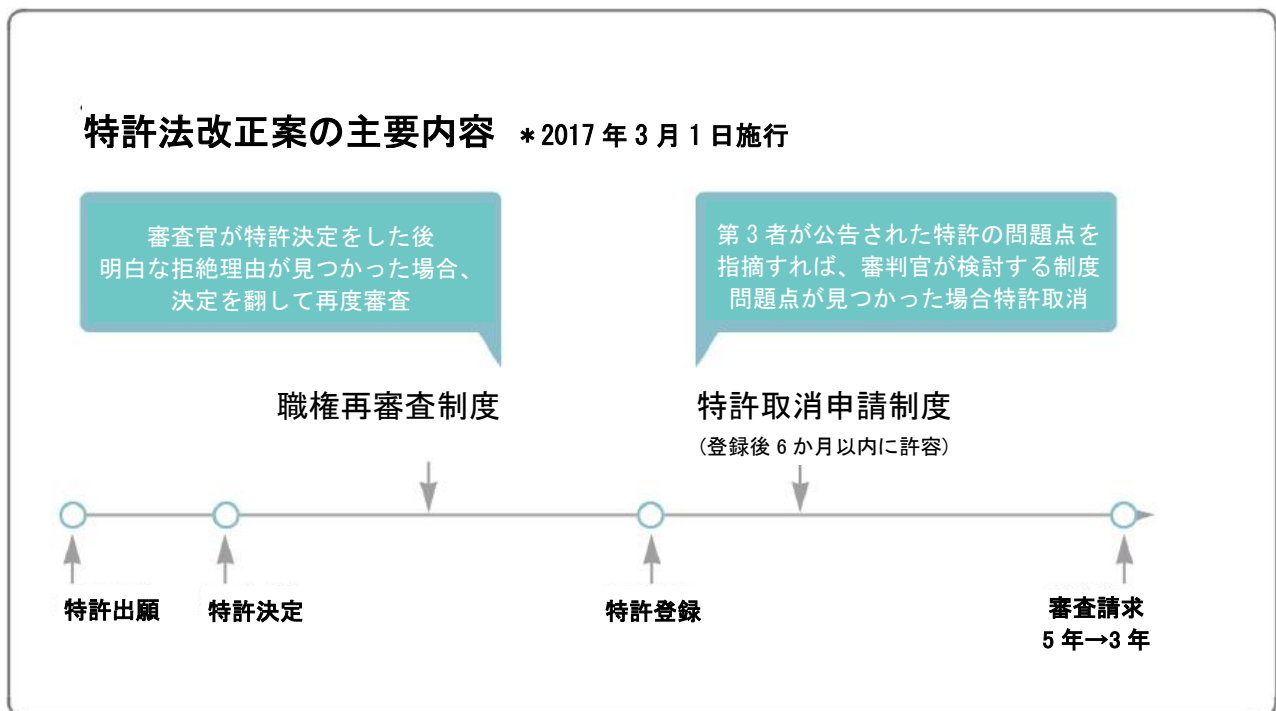 特許法改正案の主要内容 *2017年3月1日施行
審査官が特許決定をした後
明白な拒絶理由が見つかった場合、
決定を翻して再度審査
第3者が公告された特許の問題点を
指摘すれば、審判官が検討する制度
問題点が見つかった場合特許取消
職権再審査制度
特許取消申請制度
(登録後6か月以内に許容)
特許出願
特許決定
特許登録
審査請求
5年→3年